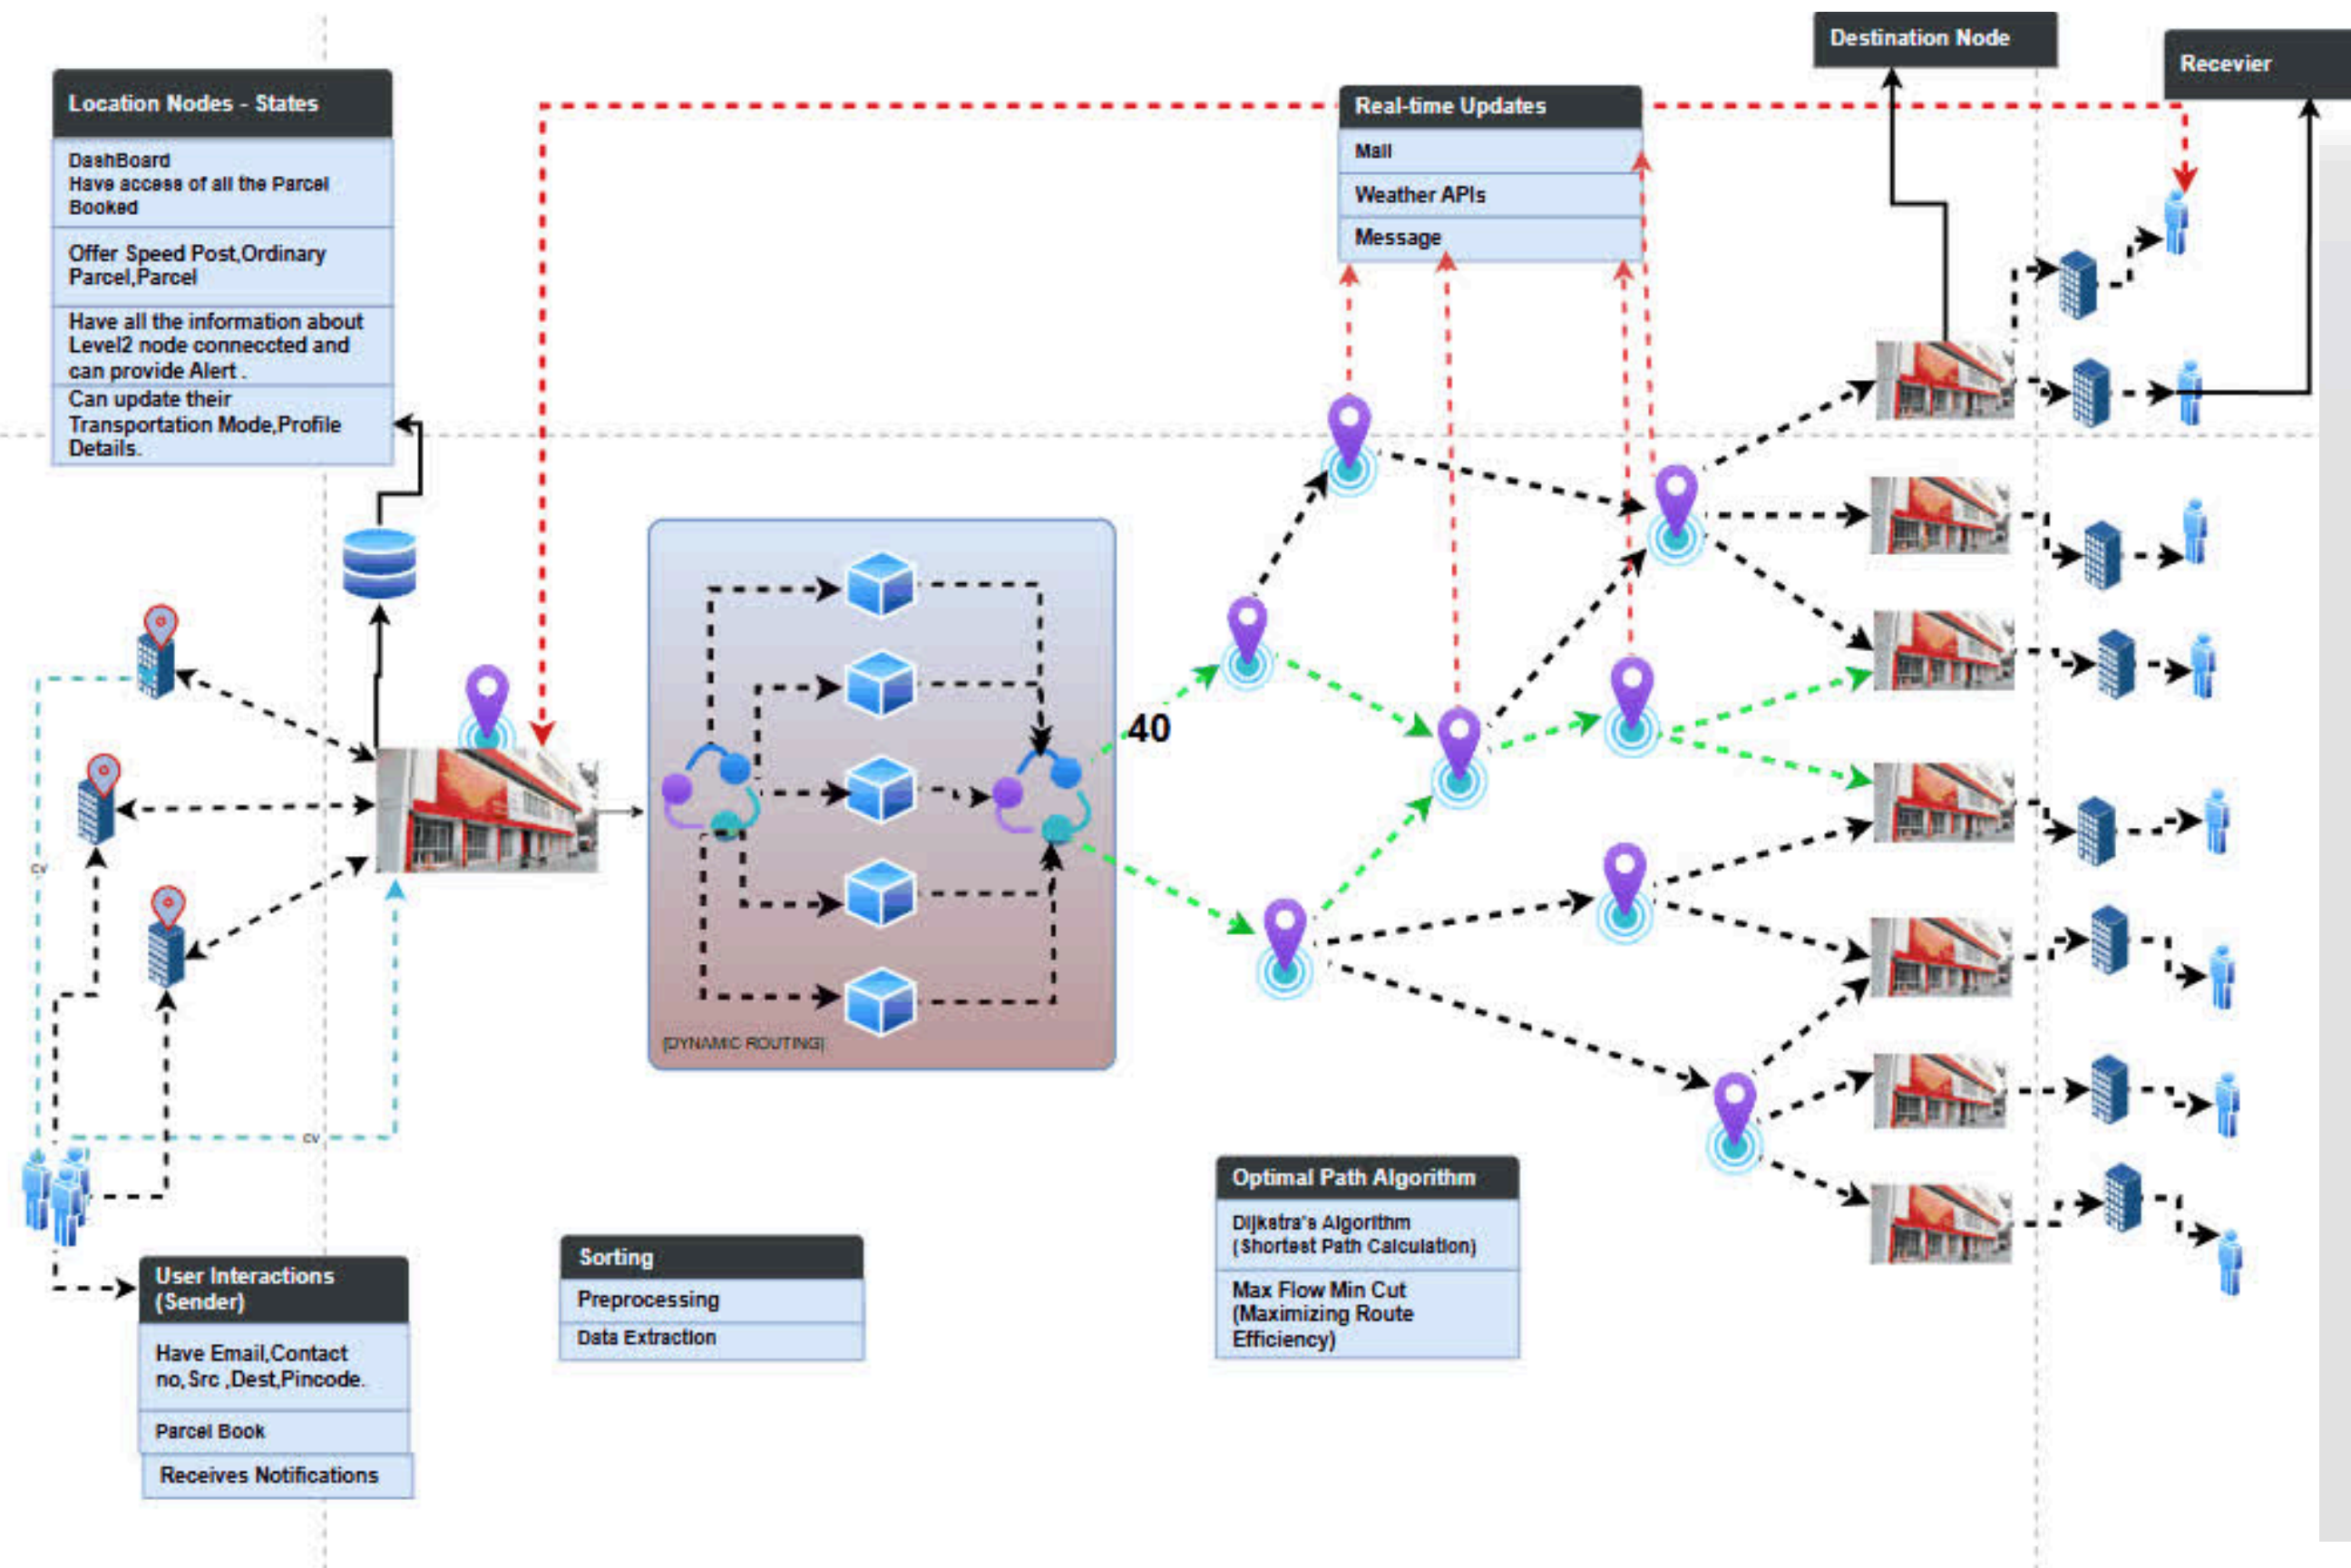 Destination Node
Recevier
Location Nodes - States
DashBoard
Have access of all the Parcel
Booked
Offer Speed Post,Ordinary
Parcel,Parcel
Have all the information about
Level2 node conneccted and
can provide Alert .
Can update their
Transportation Mode,Profile
Details.
Real-time Updates
Mail
Weather APIs
Message
40
cv
cv
[DYNAMIC ROUTING]
User Interactions
(Sender)
Have Email,Contact
no,Src ,Dest,Pincode.
Parcel Book
Receives Notifications
Sorting
Preprocessing
Data Extraction
Optimal Path Algorithm
Dijkstra's Algorithm
(Shortest Path Calculation)
Max Flow Min Cut
(Maximizing Route
Efficiency)